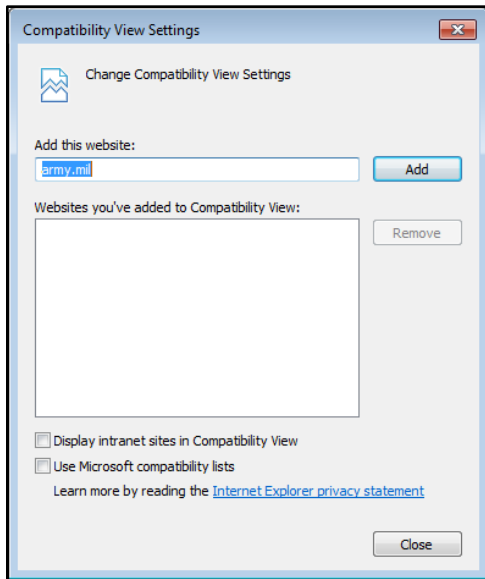 Compatibility View Settings
Change Compatibility View Settings
Add this website:
army.mil
Add
Websites you've added to Compatibility View:
Remove
Display intranet sites in Compatibility View
Use Microsoft compatibility lists
Learn more by reading the Internet Explorer privacy statement
Close